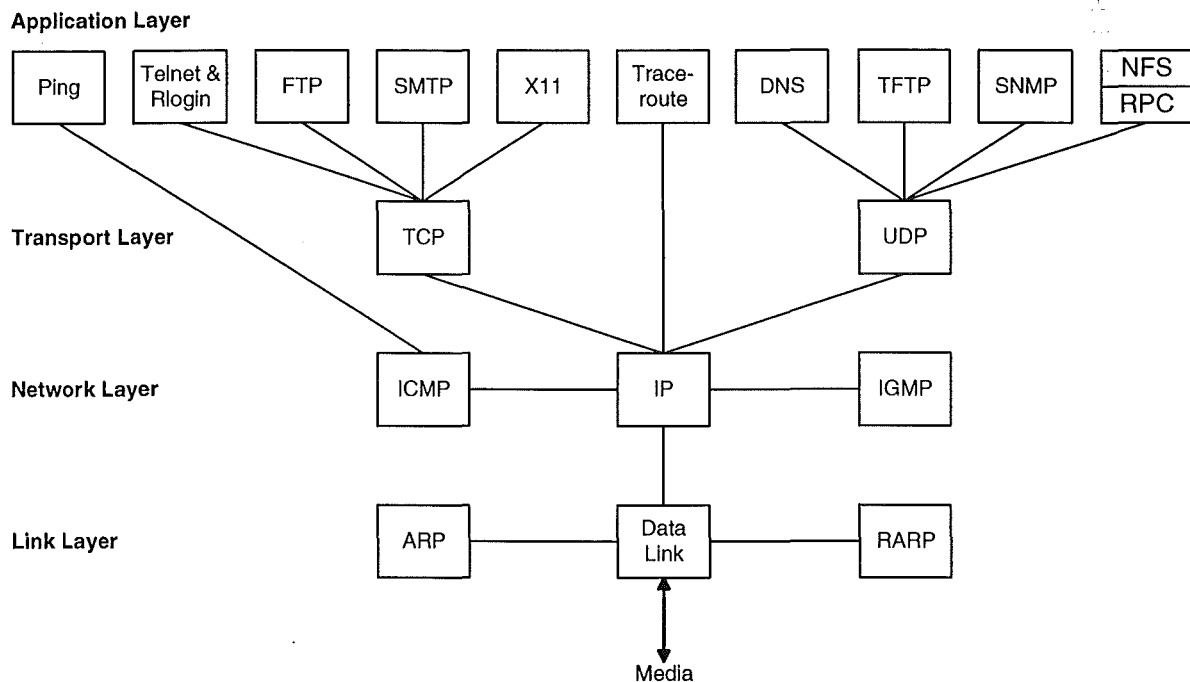 Application Layer
Ping
Telnet &
Rlogin
FTP
SMTP
X11
Trace-
route
DNS
TFTP
SNMP
NFS
RPC
Transport Layer
TCP
UDP
Network Layer
ICMP
IP
IGMP
Link Layer
ARP
Data
Link
RARP
Media